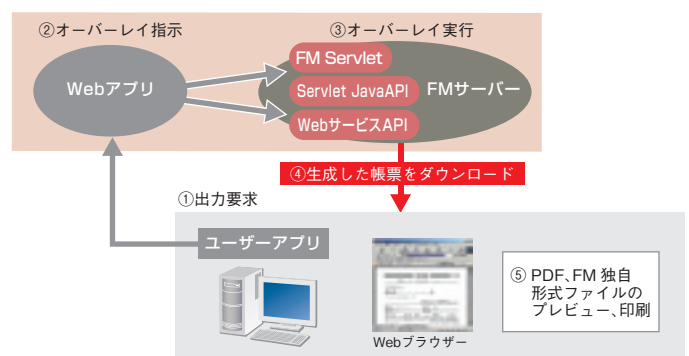 ②オーバーレイ指示
③オーバーレイ実行
Webアプリ
FM Servlet
Servlet JavaAPI
WebサービスAPI
FMサーバー
④生成した帳票をダウンロード
①出力要求
ユーザーアプリ
Webブラウザー
⑤ PDF、FM 独自
形式ファイルの
プレビュー、印刷